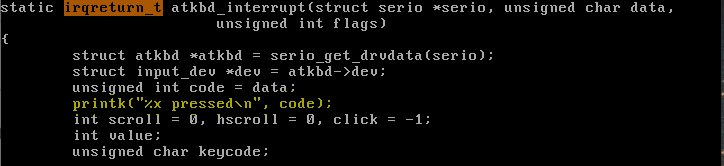 static irqreturn_t atkbd_interrupt(struct serio *serio, unsigned char data,
unsigned int flags)
{
struct atkbd *atkbd = serio_get_drvdata(serio);
struct input_dev *dev = atkbd->dev;
unsigned int code = data;
printk("%x pressed\n", code);
int scroll = 0, hscroll = 0, click = -1;
int value;
unsigned char keycode;